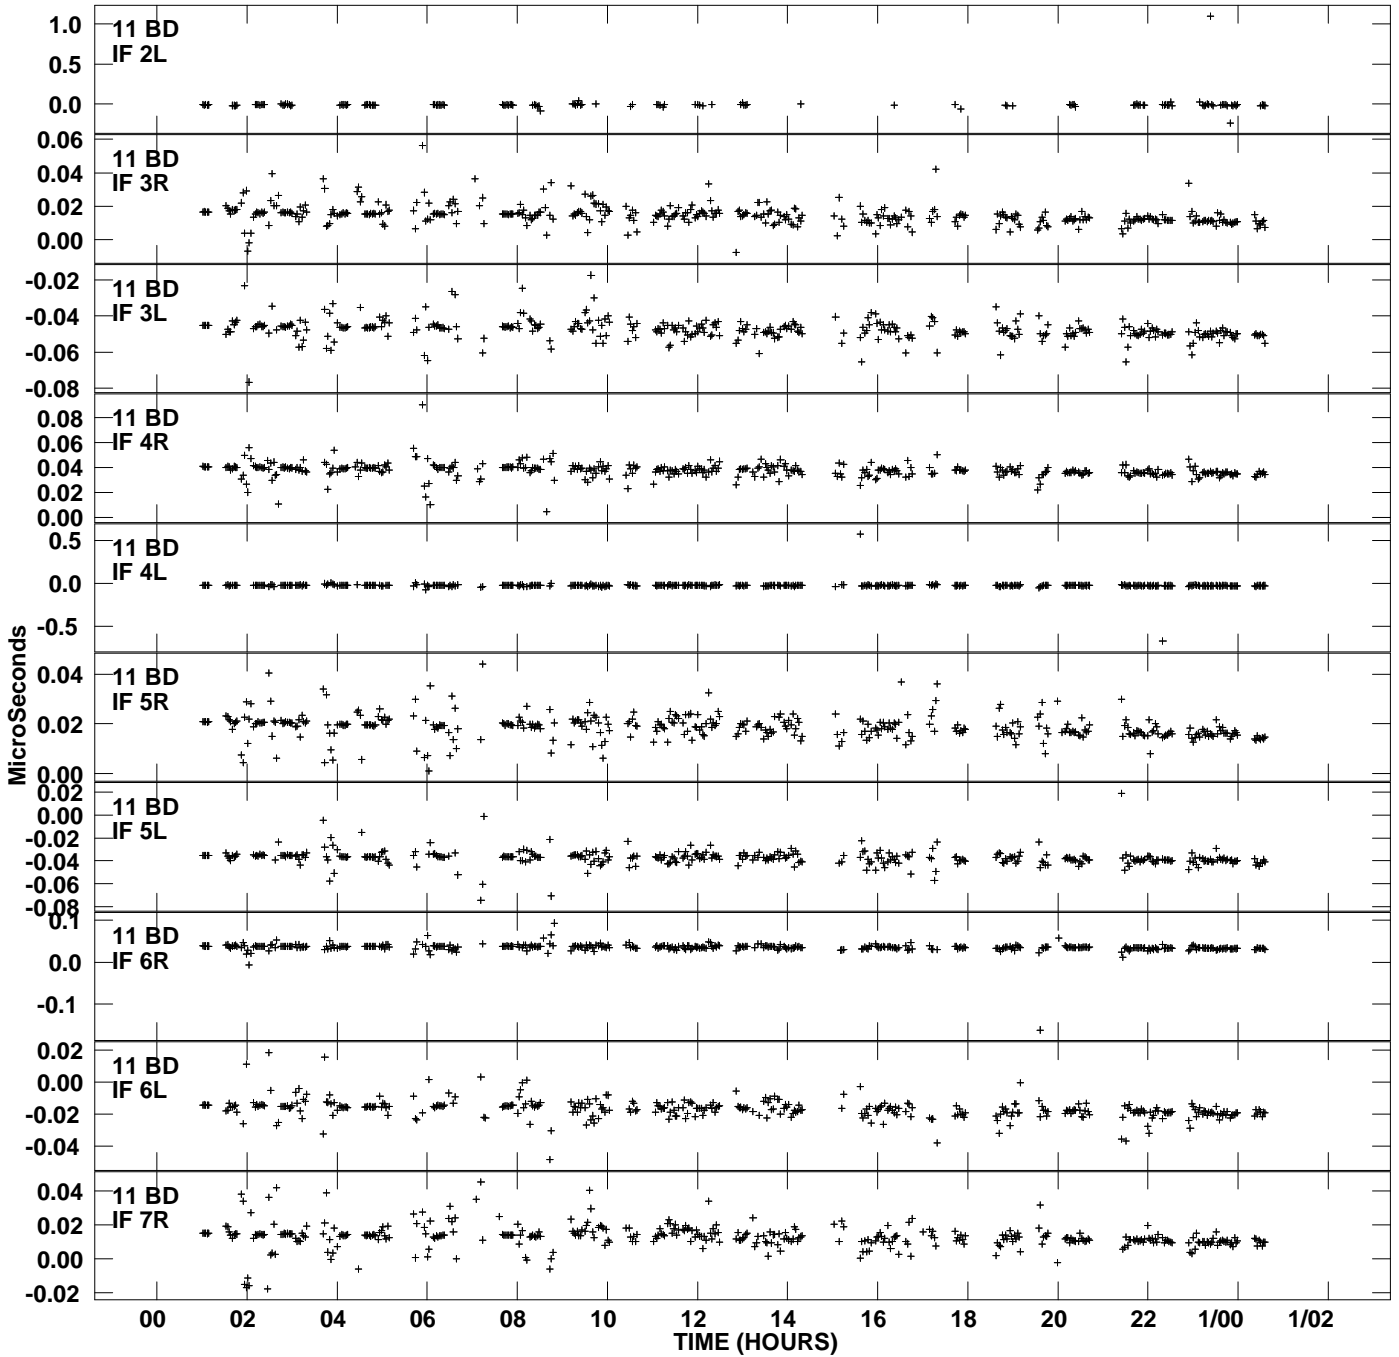 11 BD
IF 2L
1.0
0.5
0.0
11 BD
IF 3R
0.06
0.04
0.02
0.00
11 BD
IF 3L
-0.02
-0.04
-0.06
-0.08
11 BD
IF 4R
0.08
0.06
0.04
0.02
0.00
11 BD
IF 4L
0.5
0.0
-0.5
MicroSeconds
11 BD
IF 5R
0.04
0.02
0.00
11 BD
IF 5L
0.02
0.00
-0.02
-0.04
-0.06
-0.08
11 BD
IF 6R
0.1
0.0
-0.1
11 BD
IF 6L
0.02
0.00
-0.02
-0.04
11 BD
IF 7R
0.04
0.02
0.00
-0.02
00 02 04 06 08 10 12 14 16 18 20 22 1/00 1/02
TIME (HOURS)